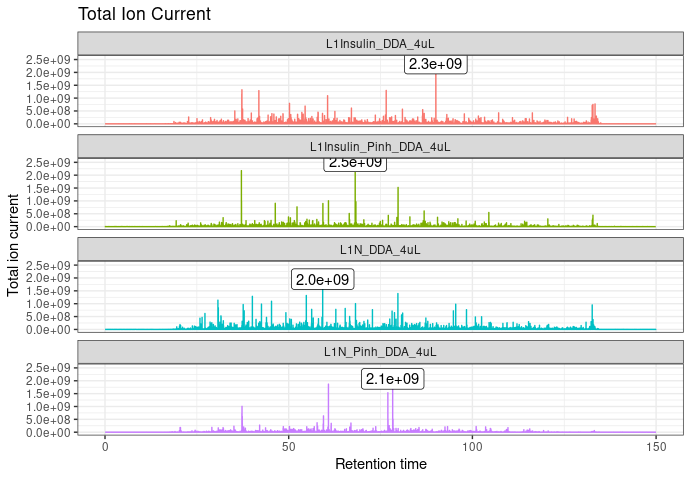 Total Ion Current
L1Insulin_DDA_4uL
2.5e+09
2.0e+09
1.5e+09
1.0e+09
5.0e+08
0.0e+00
2.3e+09
L1Insulin_Pinh_DDA_4uL
2.5e+09
2.0e+09
1.5e+09
1.0e+09
5.0e+08
0.0e+00
2.5e+09
L1N_DDA_4uL
2.5e+09
2.0e+09
1.5e+09
1.0e+09
5.0e+08
0.0e+00
2.0e+09
L1N_Pinh_DDA_4uL
2.5e+09
2.0e+09
1.5e+09
1.0e+09
5.0e+08
0.0e+00
2.1e+09
Total ion current
0 50 100 150
Retention time